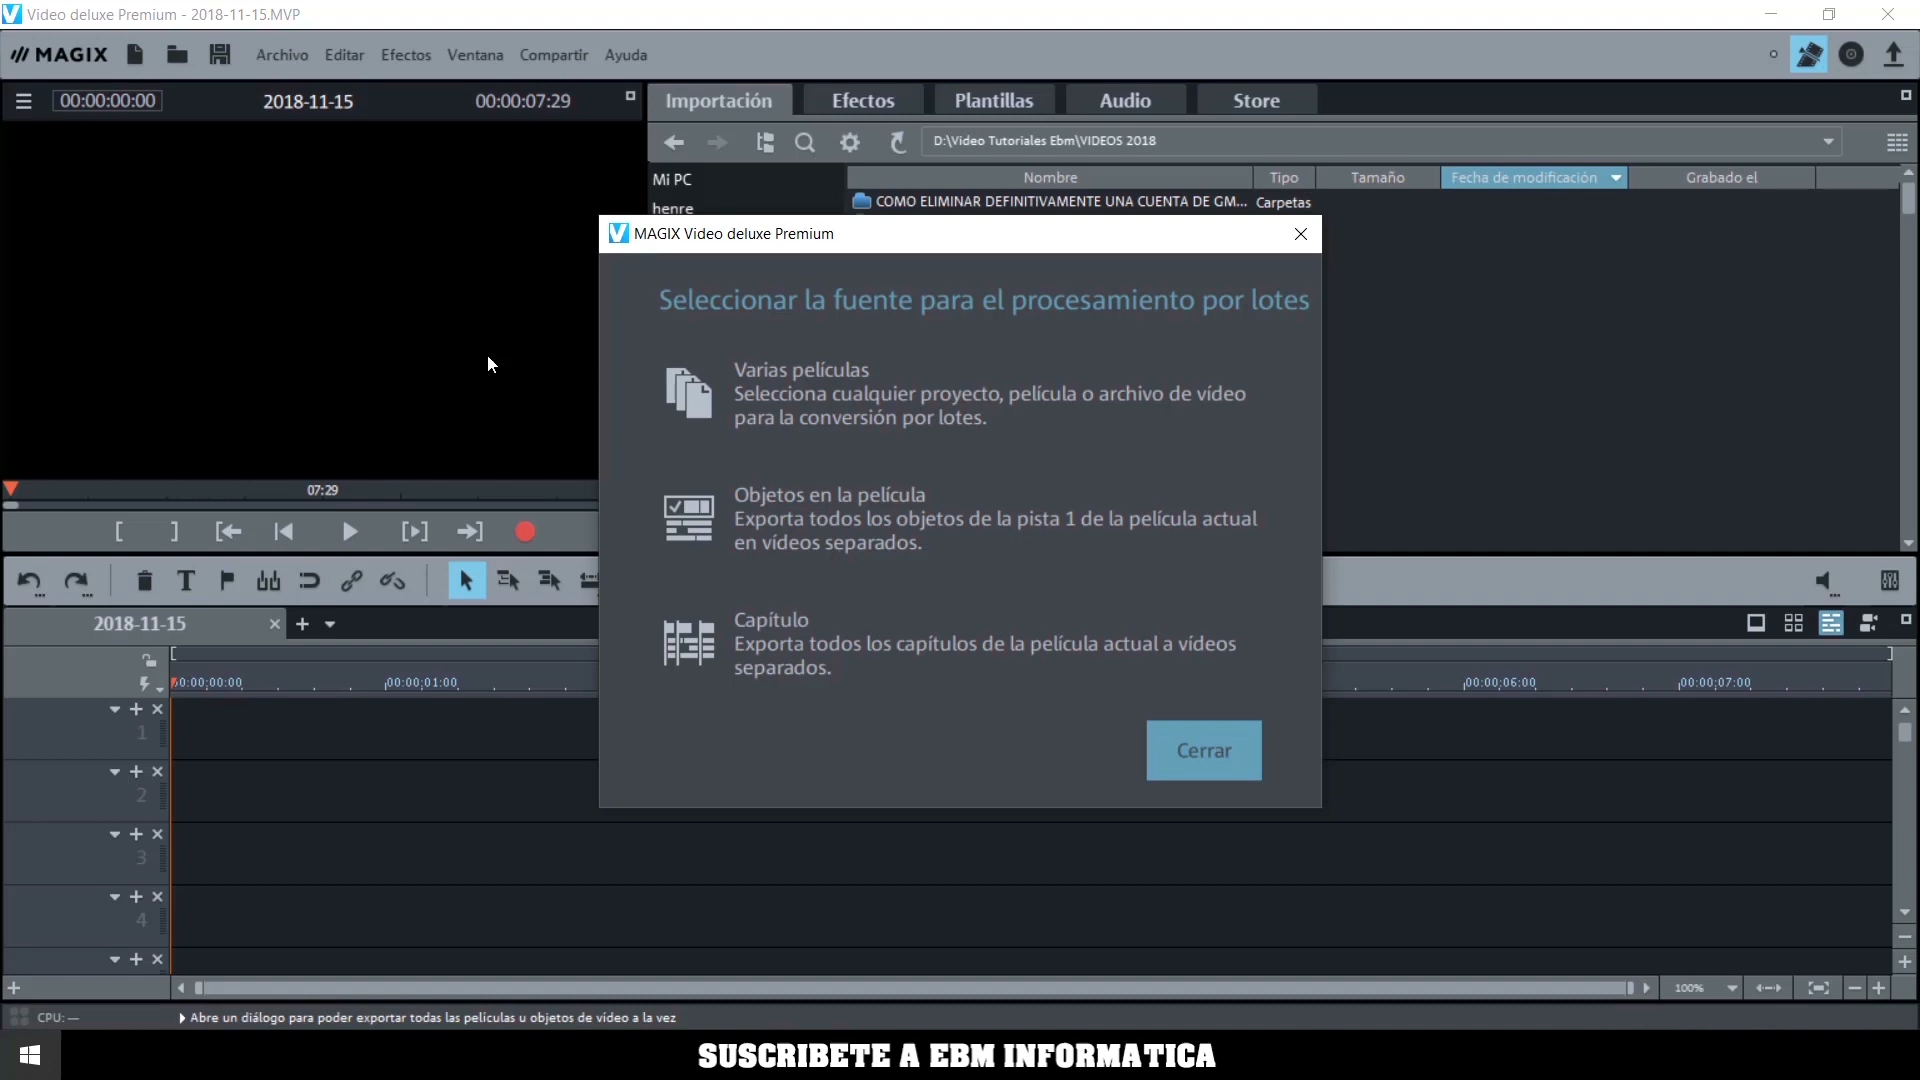 Video deluxe Premium - 2018-11-15.MVP
MAGIX Archivo Editar Efectos Ventana Compartir Ayuda
00:00:00:00 2018-11-15 00:00:07:29
Importación Efectos Plantillas Audio Store
D:\Video Tutoriales Ebm\VIDEOS 2018
Mi PC
henre
Nombre Tipo Tamaño Fecha de modificación Grabado el
COMO ELIMINAR DEFINITIVAMENTE UNA CUENTA DE GM... Carpetas
MAGIX Video deluxe Premium
Seleccionar la fuente para el procesamiento por lotes
Varias películas
Selecciona cualquier proyecto, película o archivo de vídeo
para la conversión por lotes.
Objetos en la película
Exporta todos los objetos de la pista 1 de la película actual
en vídeos separados.
Capítulo
Exporta todos los capítulos de la película actual a vídeos
separados.
Cerrar
07:29
2018-11-15
00:00:00:00 00:00:01:00 00:00:06:00 00:00:07:00
1
2
3
4
100%
CPU: —
Abre un diálogo para poder exportar todas las películas u objetos de vídeo a la vez
SUSCRIBETE A EBM INFORMATICA